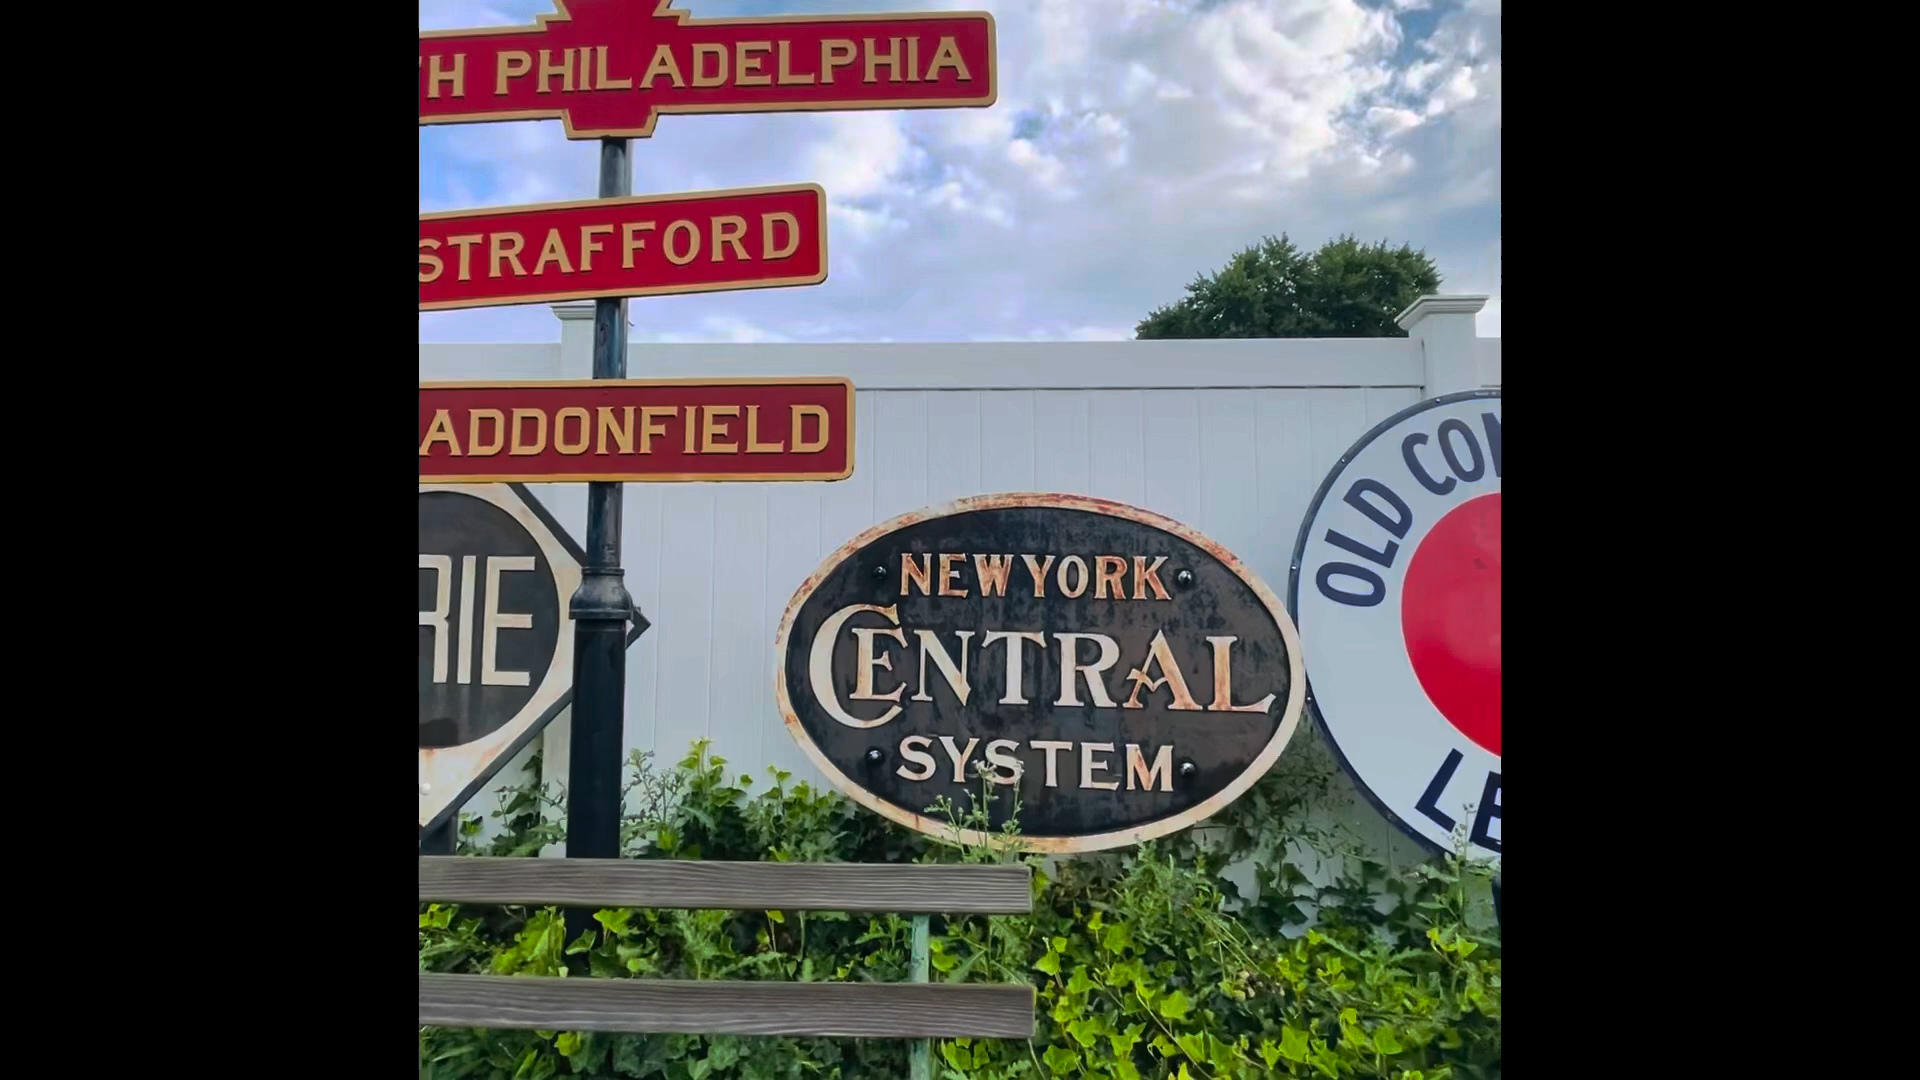 H PHILADELPHIA
STRAFFORD
ADDONFIELD
RIE
NEW YORK
CENTRAL
SYSTEM
OLD CO
LE